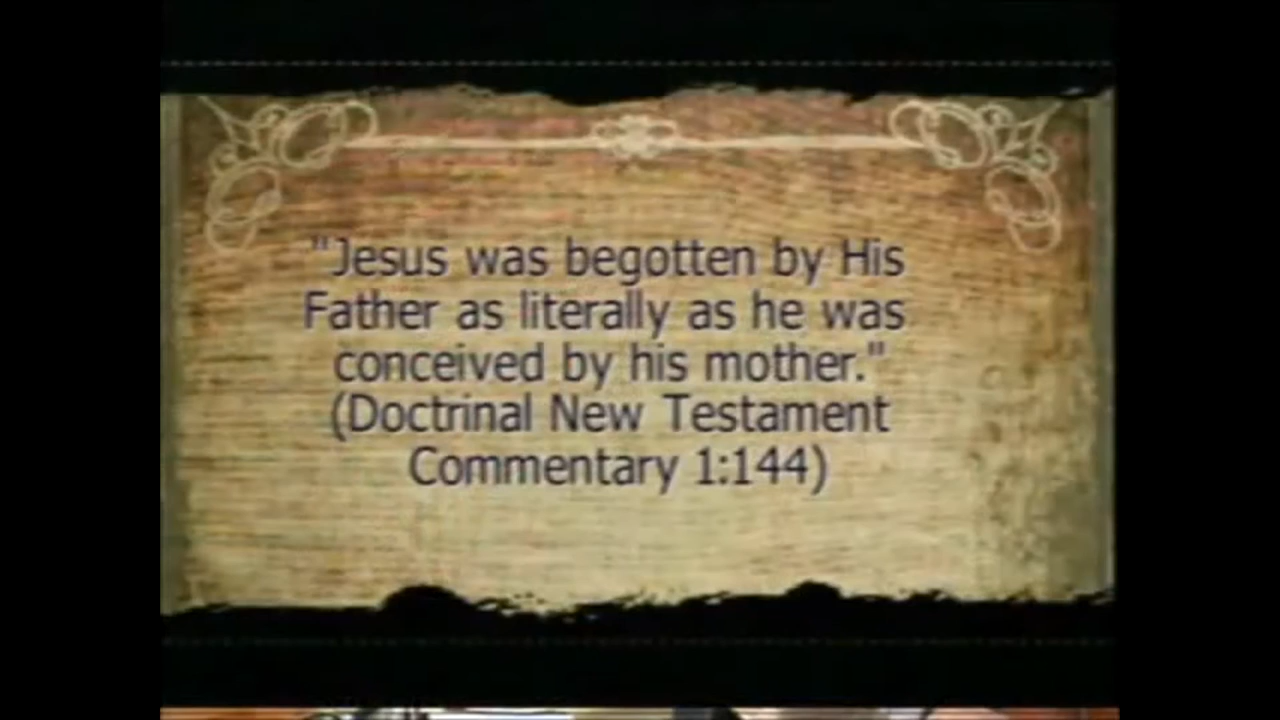 "Jesus was begotten by His
Father as literally as he was
conceived by his mother."
(Doctrinal New Testament
Commentary 1:144)